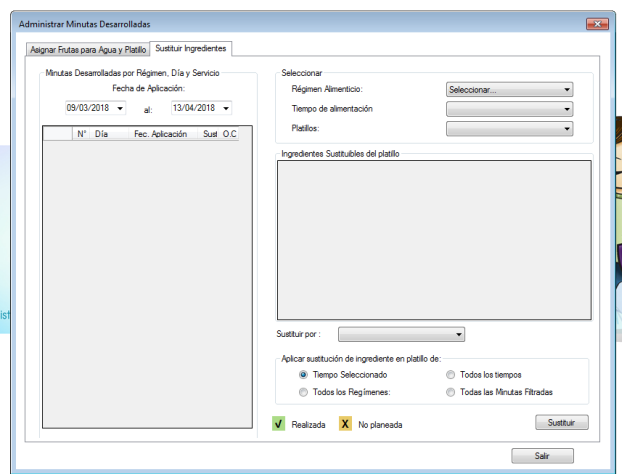 Administrar Minutas Desarrolladas
Asignar Frutas para Agua y Platillo
Sustituir Ingredientes
Minutas Desarrolladas por Régimen, Día y Servicio
Fecha de Aplicación:
09/03/2018 al: 13/04/2018
N° Día Fec. Aplicación Sust O.C
Seleccionar
Régimen Alimenticio: Seleccionar...
Tiempo de alimentación
Platillos:
Ingredientes Sustituibles del platillo
Sustituir por :
Aplicar sustitución de ingrediente en platillo de:
Tiempo Seleccionado Todos los tiempos
Todos los Regímenes: Todas las Minutas Filtradas
√ Realizada X No planeada Sustituir
Salir
ist